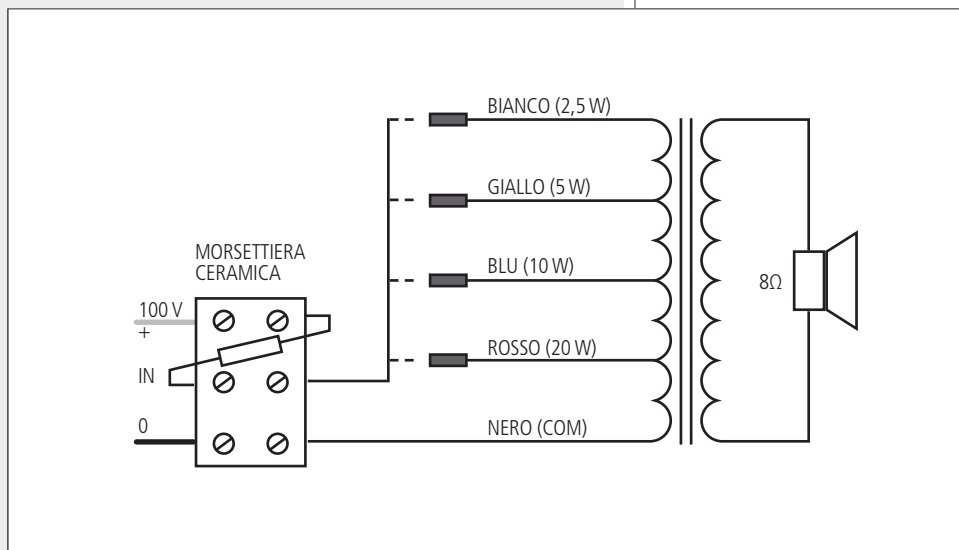 BIANCO (2,5 W)
GIALLO (5 W)
MORSETTIERA
CERAMICA
BLU (10 W)
8Ω
100 V
+
ROSSO (20 W)
IN
0
NERO (COM)